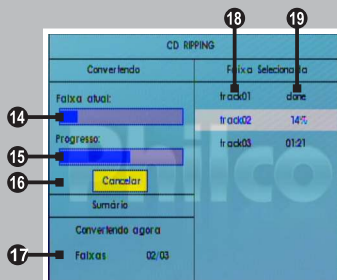 18 19
CD RIPPING
Convertendo Faixa Selecionada
Faixa atual: track01 done
14 track02 14%
Progresso: track03 01:21
15
16 Cancelar
Sumário
Convertendo agora
17 Faixas 02/03
Philco